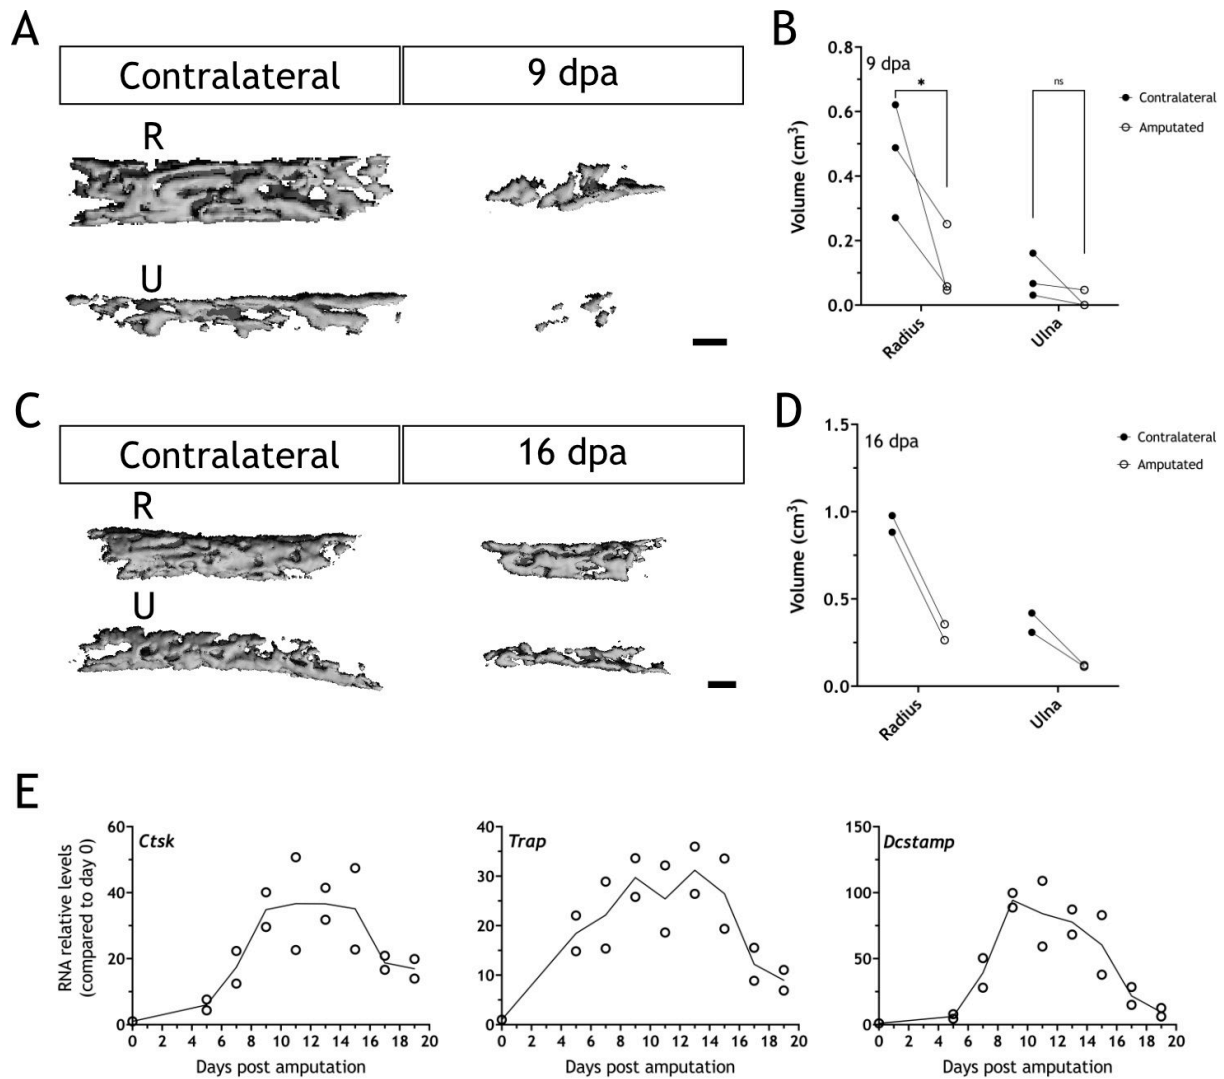 A
Contralateral
9 dpa
R
U
B
0.8
0.6
0.4
0.2
0.0
Volume (cm³)
9 dpa
*
ns
Contralateral
Amputated
Radius
Ulna
C
Contralateral
16 dpa
R
U
D
1.5
1.0
0.5
0.0
Volume (cm³)
16 dpa
Contralateral
Amputated
Radius
Ulna
E
RNA relative levels
(compared to day 0)
60
40
20
0
Ctsk
0 2 4 6 8 10 12 14 16 18 20
Days post amputation
40
30
20
10
0
Trap
0 2 4 6 8 10 12 14 16 18 20
Days post amputation
150
100
50
0
Dcstamp
0 2 4 6 8 10 12 14 16 18 20
Days post amputation